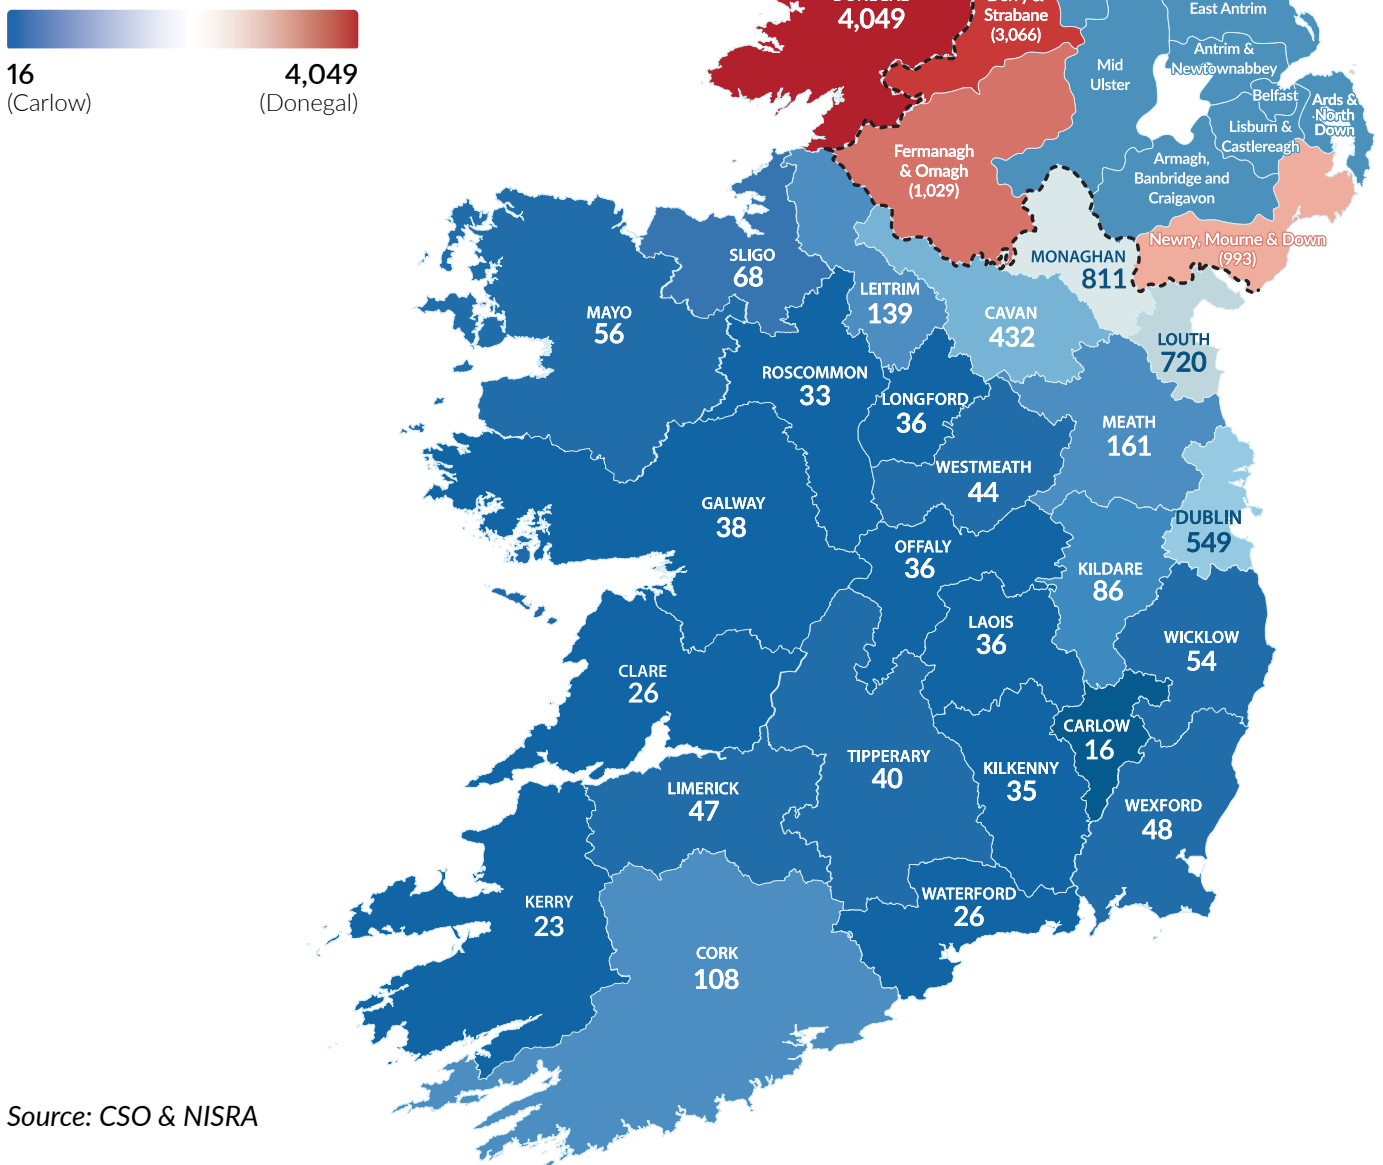 16
(Carlow)
4,049
(Donegal)
4,049
Strabane
(3,066)
East Antrim
Mid
Ulster
Antrim &
Newtownabbey
Belfast
Ards &
North
Down
Lisburn &
Castlereagh
Fermanagh
& Omagh
(1,029)
Armagh,
Banbridge and
Craigavon
Newry, Mourne & Down
(993)
MONAGHAN
811
SLIGO
68
LEITRIM
139
CAVAN
432
MAYO
56
LOUTH
720
ROSCOMMON
33
LONGFORD
36
MEATH
161
WESTMEATH
44
GALWAY
38
DUBLIN
549
OFFALY
36
KILDARE
86
LAOIS
36
WICKLOW
54
CLARE
26
CARLOW
16
TIPPERARY
40
KILKENNY
35
LIMERICK
47
WEXFORD
48
WATERFORD
26
KERRY
23
CORK
108
Source: CSO & NISRA